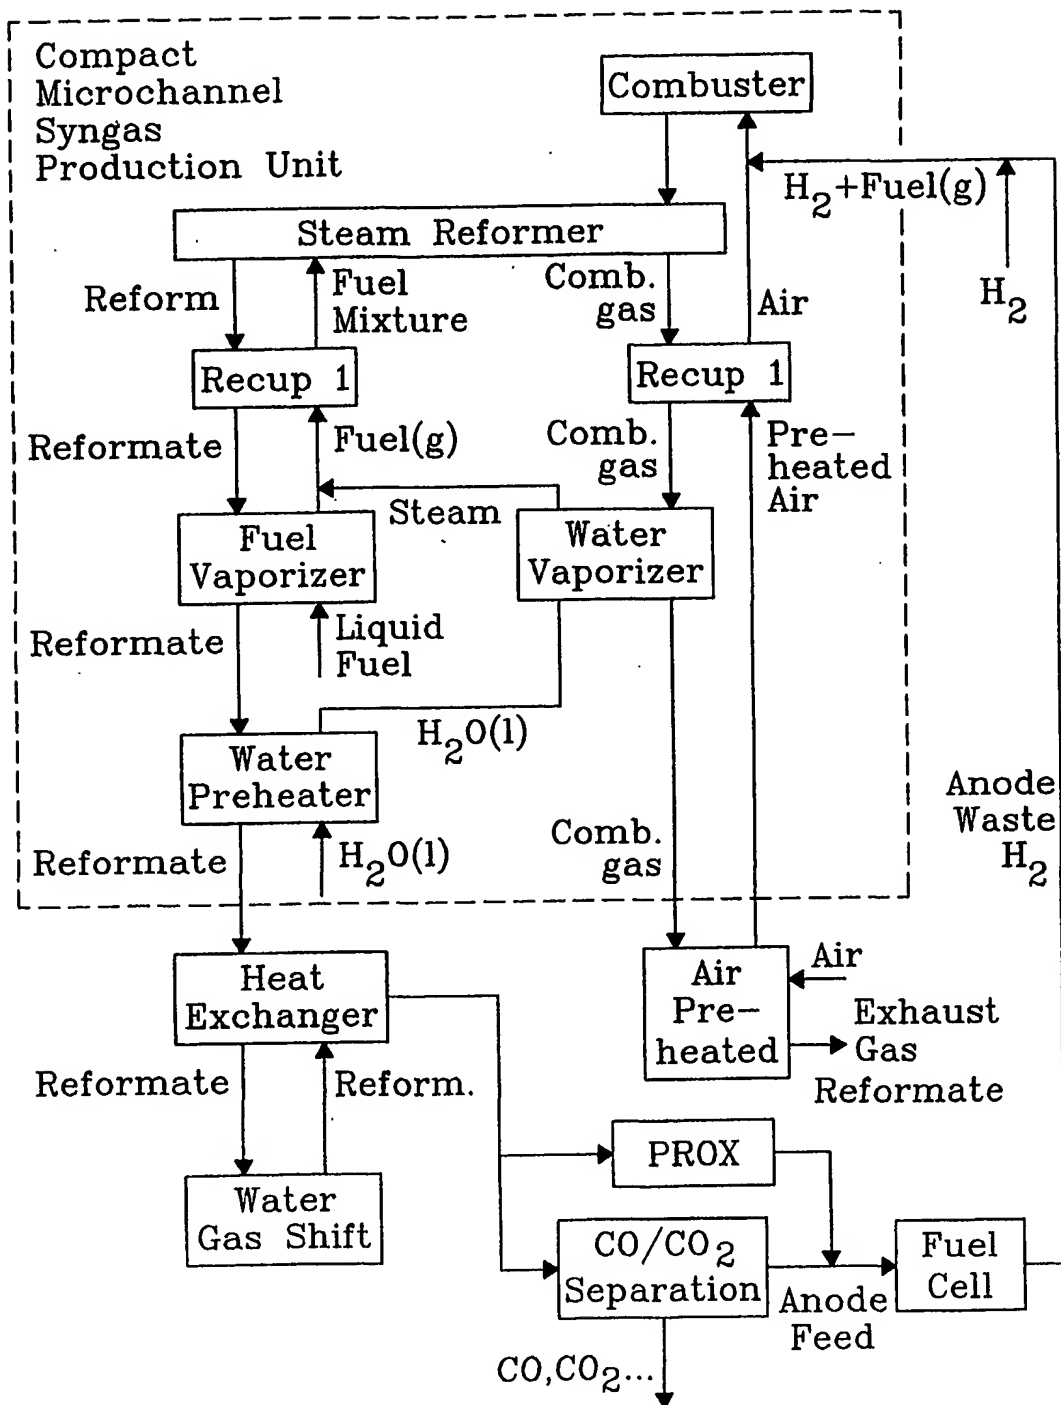 Compact
Microchannel
Syngas
Production Unit
Combuster
H2+Fuel(g)
H2
Steam Reformer
Reform
Fuel
Mixture
Comb.
gas
Air
Recup 1
Recup 1
Reformate
Fuel(g)
Comb.
gas
Pre-
heated
Air
Steam
Fuel
Vaporizer
Water
Vaporizer
Reformate
Liquid
Fuel
H2O(l)
Water
Preheater
Anode
Waste
H2
Reformate
H2O(l)
Comb.
gas
Heat
Exchanger
Air
Pre-
heated
Air
Exhaust
Gas
Reformate
Reformate
Reform.
PROX
Water
Gas Shift
CO/CO2
Separation
Fuel
Cell
Anode
Feed
CO,CO2...